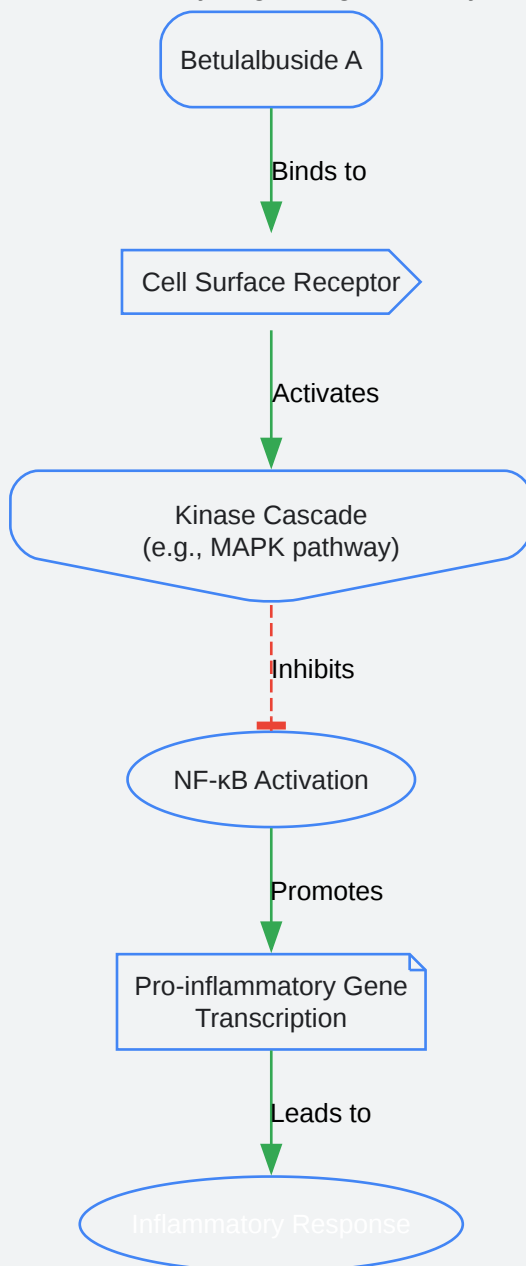 Betulalbuside A
Binds to
Cell Surface Receptor
Activates
Kinase Cascade
(e.g., MAPK pathway)
Inhibits
NF-κB Activation
Promotes
Pro-inflammatory Gene
Transcription
Leads to
Inflammatory Response